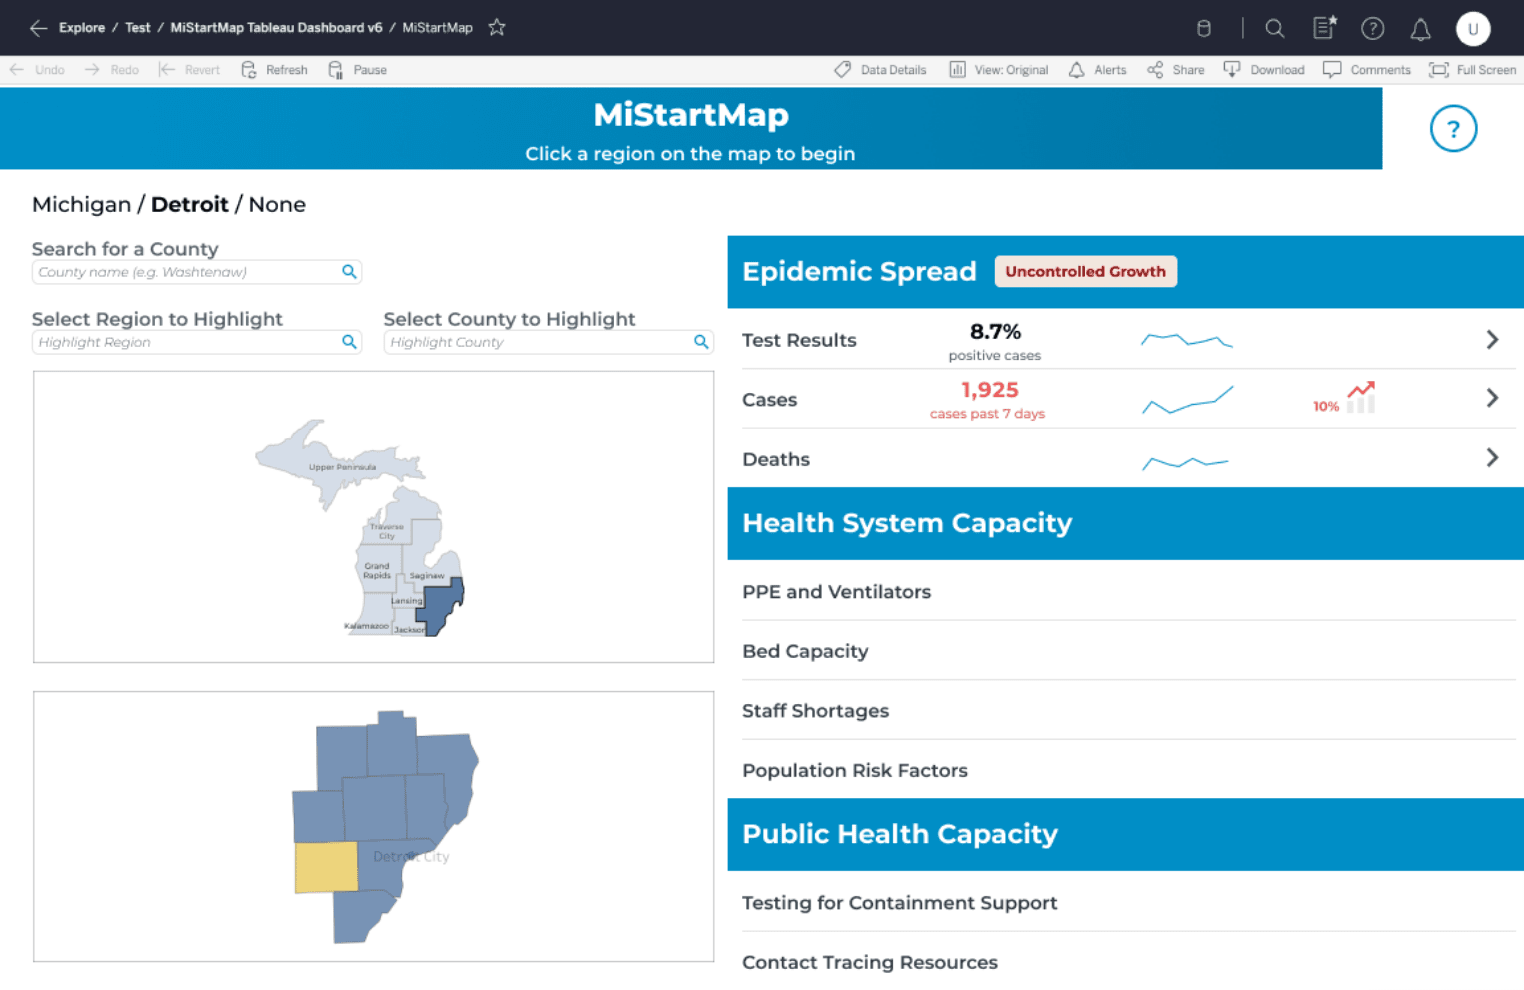 Explore / Test / MiStartMap Tableau Dashboard v6 / MiStartMap
U
Undo Redo Revert Refresh Pause Data Details View: Original Alerts Share Download Comments Full Screen
MiStartMap
Click a region on the map to begin
?
Michigan / Detroit / None
Search for a County
County name (e.g. Washtenaw)
Select Region to Highlight
Highlight Region
Select County to Highlight
Highlight County
Upper Peninsula
Traverse
City
Grand
Rapids
Saginaw
Lansing
Kalamazoo
Jackson
Detroit City
Epidemic Spread Uncontrolled Growth
Test Results
8.7%
positive cases
Cases
1,925
cases past 7 days
10%
Deaths
Health System Capacity
PPE and Ventilators
Bed Capacity
Staff Shortages
Population Risk Factors
Public Health Capacity
Testing for Containment Support
Contact Tracing Resources